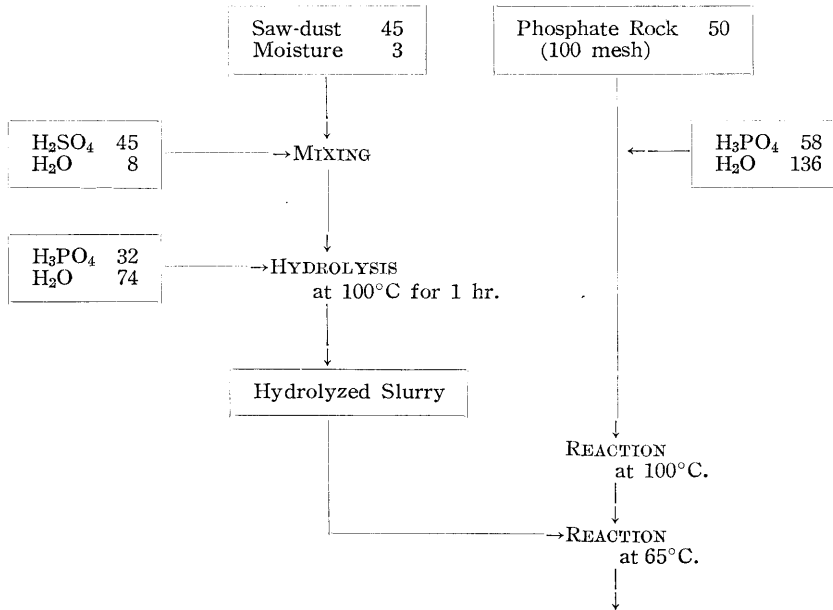 Saw-dust 45
Moisture 3
Phosphate Rock 50
(100 mesh)
H₂SO₄ 45
H₂O 8
→MIXING
H₃PO₄ 58
H₂O 136
H₃PO₄ 32
H₂O 74
→HYDROLYSIS
at 100°C for 1 hr.
Hydrolyzed Slurry
REACTION
at 100°C.
→REACTION
at 65°C.